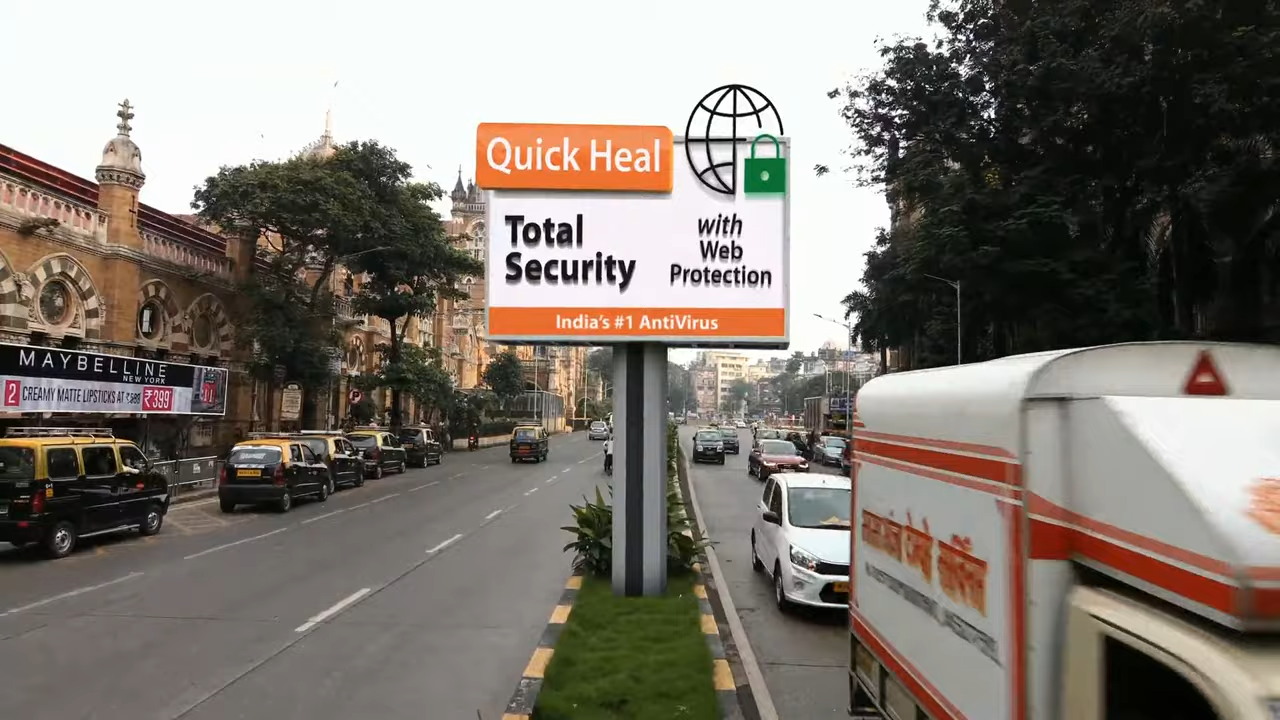 Quick Heal
Total
Security
with
Web
Protection
India's #1 AntiVirus
MAYBELLINE
NEW YORK
2 CREAMY MATTE LIPSTICKS AT ₹399